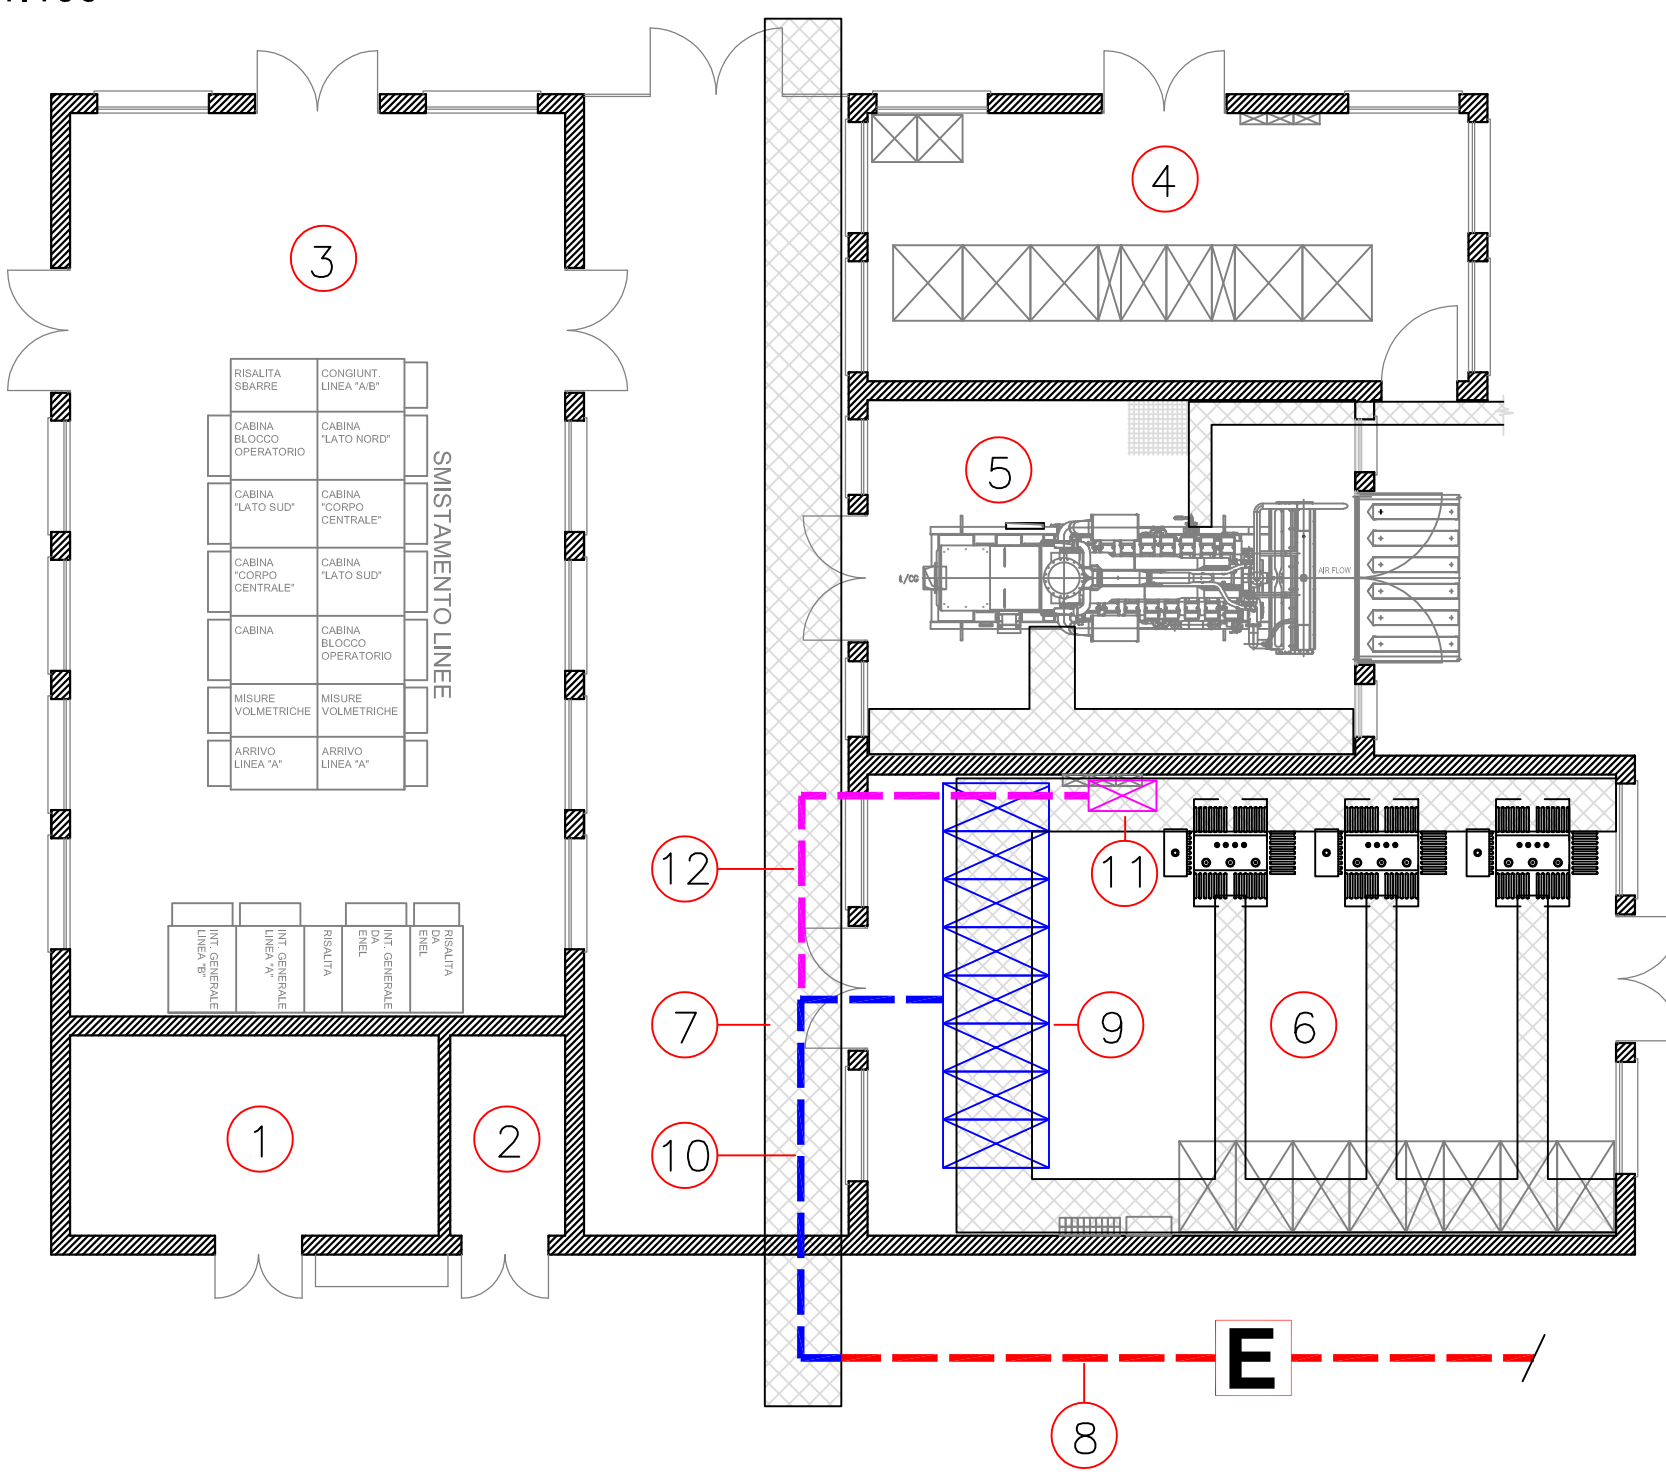 3
4
RISALITA
SBARRE
CONGIUNT.
LINEA "A/B"
CABINA
BLOCCO
OPERATORIO
CABINA
"LATO NORD"
CABINA
"LATO SUD"
CABINA
"CORPO
CENTRALE"
CABINA
"CORPO
CENTRALE"
CABINA
"LATO SUD"
CABINA
CABINA
BLOCCO
OPERATORIO
MISURE
VOLMETRICHE
MISURE
VOLMETRICHE
ARRIVO
LINEA "A"
ARRIVO
LINEA "A"
SMISTAMENTO LINEE
5
AIR FLOW
12
11
INT. GENERALE
LINEA "B"
INT. GENERALE
LINEA "A"
RISALITA
INT. GENERALE
DA
ENEL
RISALITA
DA
ENEL
7
9
6
1
2
10
E
8